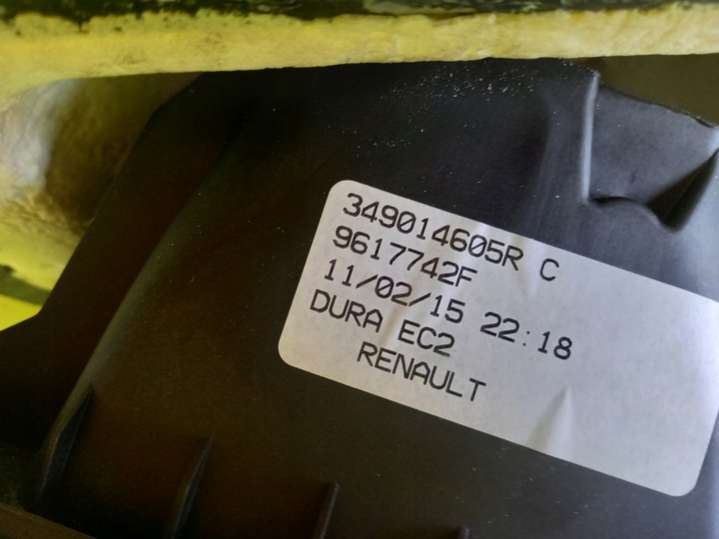 349014605R C
9617742F
11/02/15 22:18
DURA EC2
RENAULT